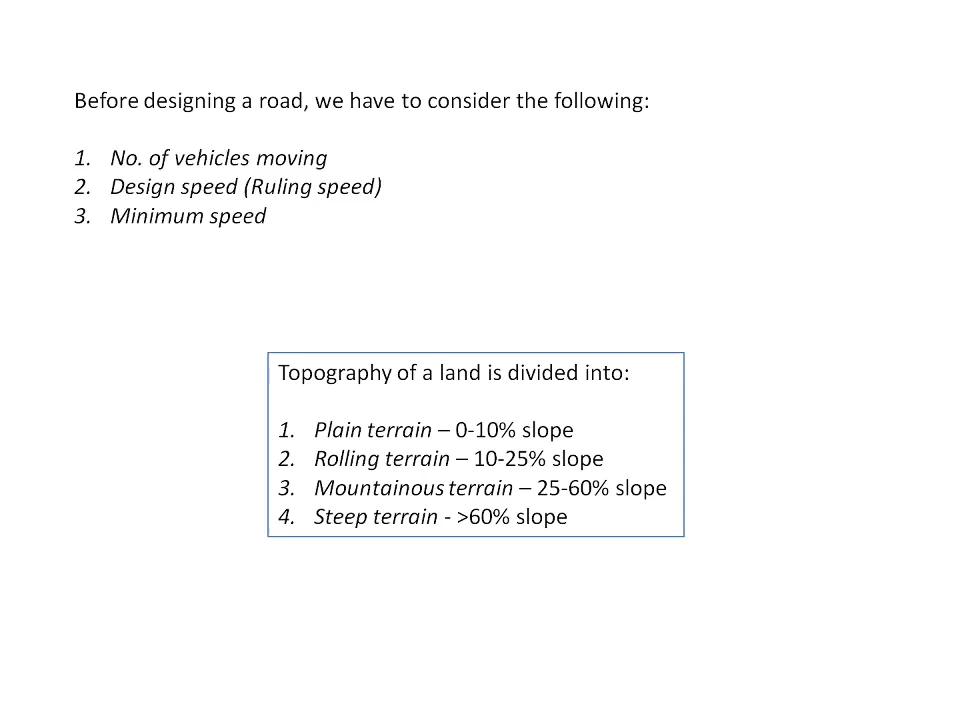 Before designing a road, we have to consider the following:
1. No. of vehicles moving
2. Design speed (Ruling speed)
3. Minimum speed
Topography of a land is divided into:
1. Plain terrain – 0-10% slope
2. Rolling terrain – 10-25% slope
3. Mountainous terrain – 25-60% slope
4. Steep terrain - >60% slope